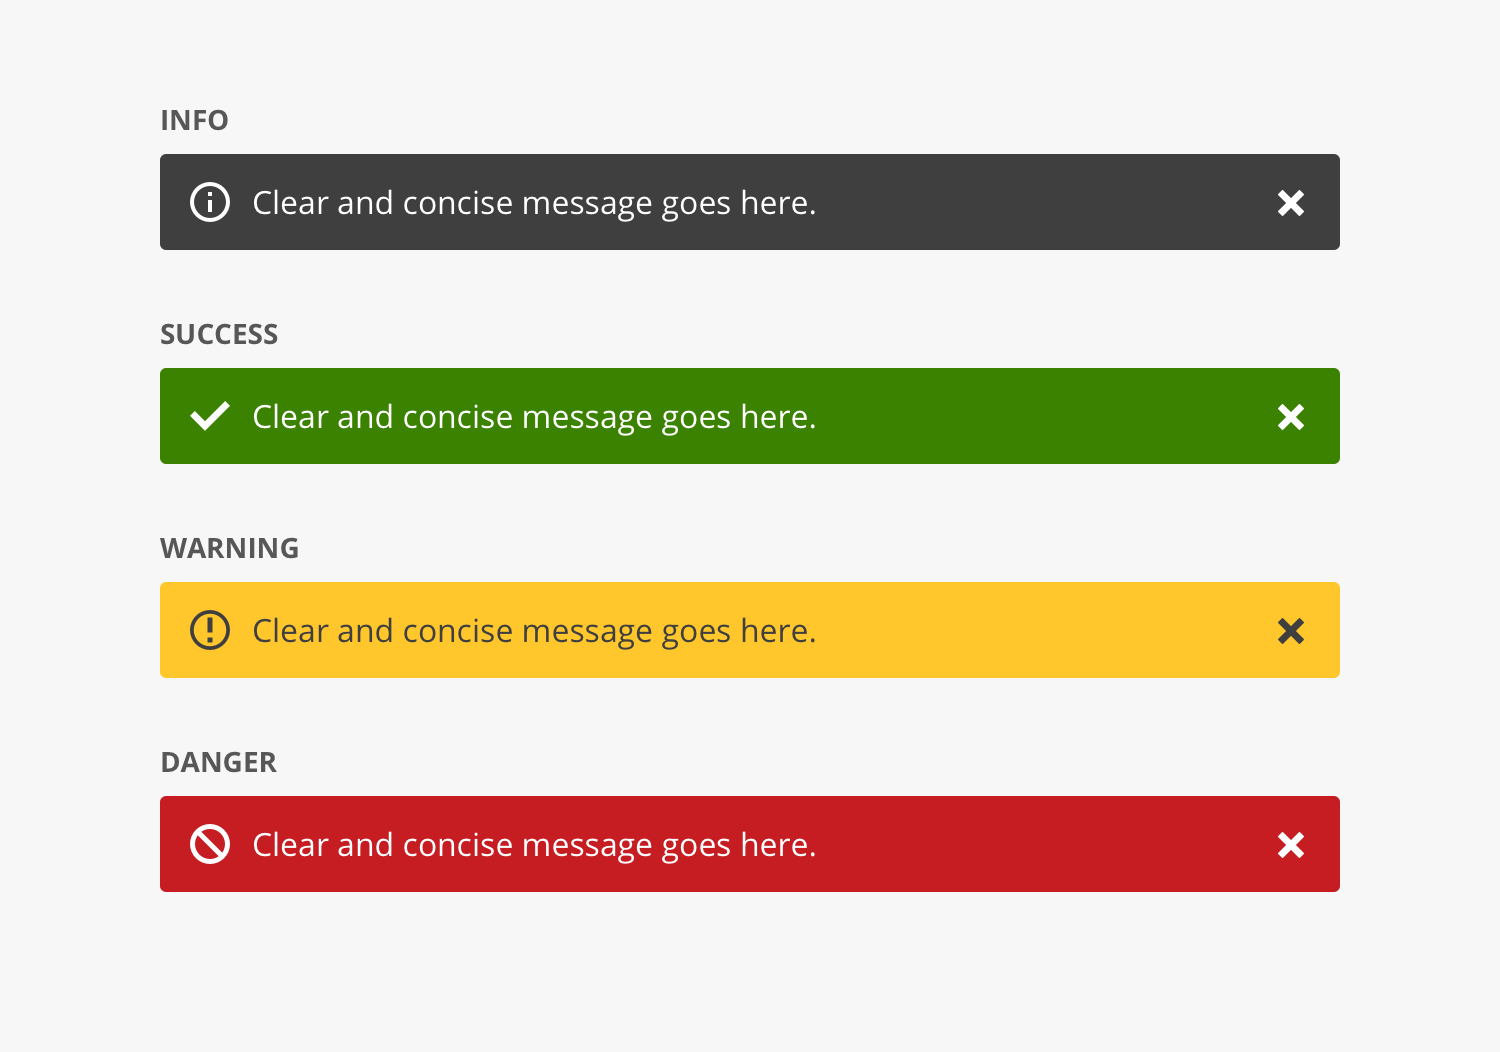 INFO
Clear and concise message goes here.
SUCCESS
Clear and concise message goes here.
WARNING
Clear and concise message goes here.
DANGER
Clear and concise message goes here.